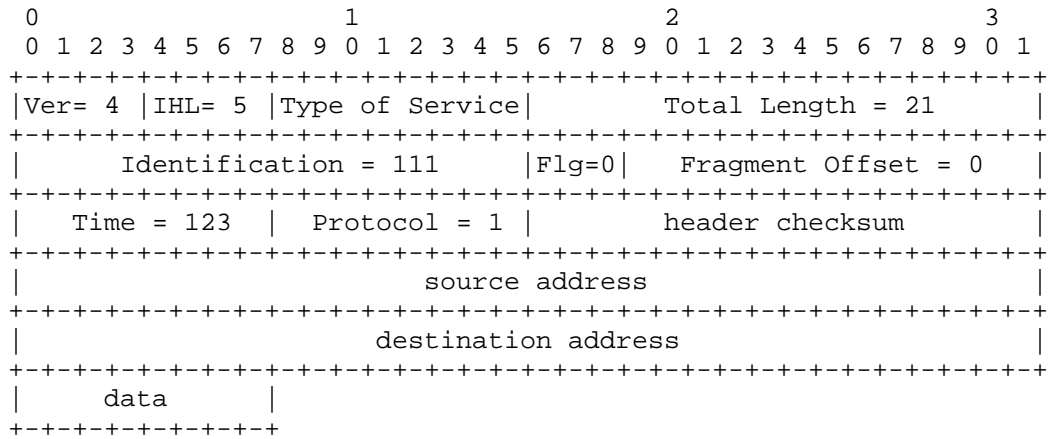 0                   1                   2                   3
 0 1 2 3 4 5 6 7 8 9 0 1 2 3 4 5 6 7 8 9 0 1 2 3 4 5 6 7 8 9 0 1
+-+-+-+-+-+-+-+-+-+-+-+-+-+-+-+-+-+-+-+-+-+-+-+-+-+-+-+-+-+-+-+-+
|Ver= 4 |IHL= 5 |Type of Service|        Total Length = 21      |
+-+-+-+-+-+-+-+-+-+-+-+-+-+-+-+-+-+-+-+-+-+-+-+-+-+-+-+-+-+-+-+-+
|      Identification = 111     |Flg=0|   Fragment Offset = 0   |
+-+-+-+-+-+-+-+-+-+-+-+-+-+-+-+-+-+-+-+-+-+-+-+-+-+-+-+-+-+-+-+-+
|   Time = 123  |  Protocol = 1 |        header checksum        |
+-+-+-+-+-+-+-+-+-+-+-+-+-+-+-+-+-+-+-+-+-+-+-+-+-+-+-+-+-+-+-+-+
|                         source address                        |
+-+-+-+-+-+-+-+-+-+-+-+-+-+-+-+-+-+-+-+-+-+-+-+-+-+-+-+-+-+-+-+-+
|                      destination address                      |
+-+-+-+-+-+-+-+-+-+-+-+-+-+-+-+-+-+-+-+-+-+-+-+-+-+-+-+-+-+-+-+-+
|     data      |
+-+-+-+-+-+-+-+-+